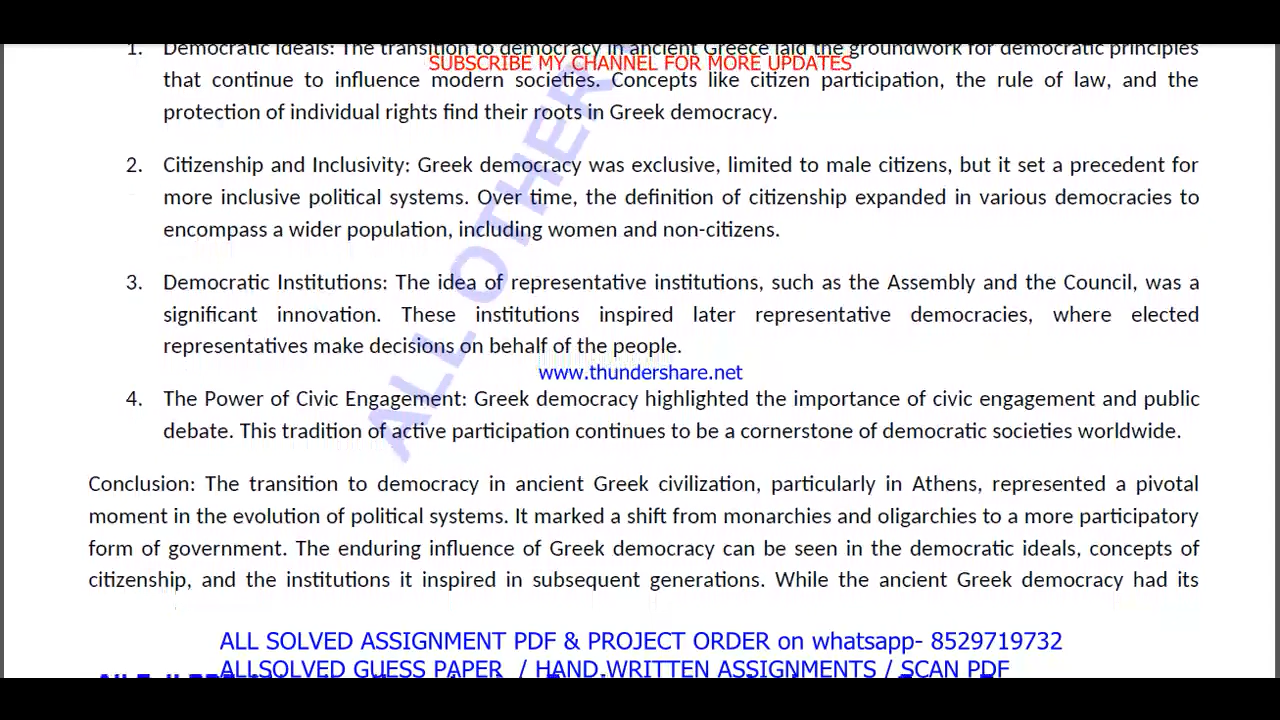 1. Democratic Ideals: The transition to democracy in ancient Greece laid the groundwork for democratic principles
SUBSCRIBE MY CHANNEL FOR MORE UPDATES
that continue to influence modern societies. Concepts like citizen participation, the rule of law, and the
protection of individual rights find their roots in Greek democracy.
2. Citizenship and Inclusivity: Greek democracy was exclusive, limited to male citizens, but it set a precedent for
more inclusive political systems. Over time, the definition of citizenship expanded in various democracies to
encompass a wider population, including women and non-citizens.
ALL OTHER
3. Democratic Institutions: The idea of representative institutions, such as the Assembly and the Council, was a
significant innovation. These institutions inspired later representative democracies, where elected
representatives make decisions on behalf of the people.
www.thundershare.net
4. The Power of Civic Engagement: Greek democracy highlighted the importance of civic engagement and public
debate. This tradition of active participation continues to be a cornerstone of democratic societies worldwide.
Conclusion: The transition to democracy in ancient Greek civilization, particularly in Athens, represented a pivotal
moment in the evolution of political systems. It marked a shift from monarchies and oligarchies to a more participatory
form of government. The enduring influence of Greek democracy can be seen in the democratic ideals, concepts of
citizenship, and the institutions it inspired in subsequent generations. While the ancient Greek democracy had its
ALL SOLVED ASSIGNMENT PDF & PROJECT ORDER on whatsapp- 8529719732
ALLSOLVED GUESS PAPER / HAND.WRITTEN ASSIGNMENTS / SCAN PDF